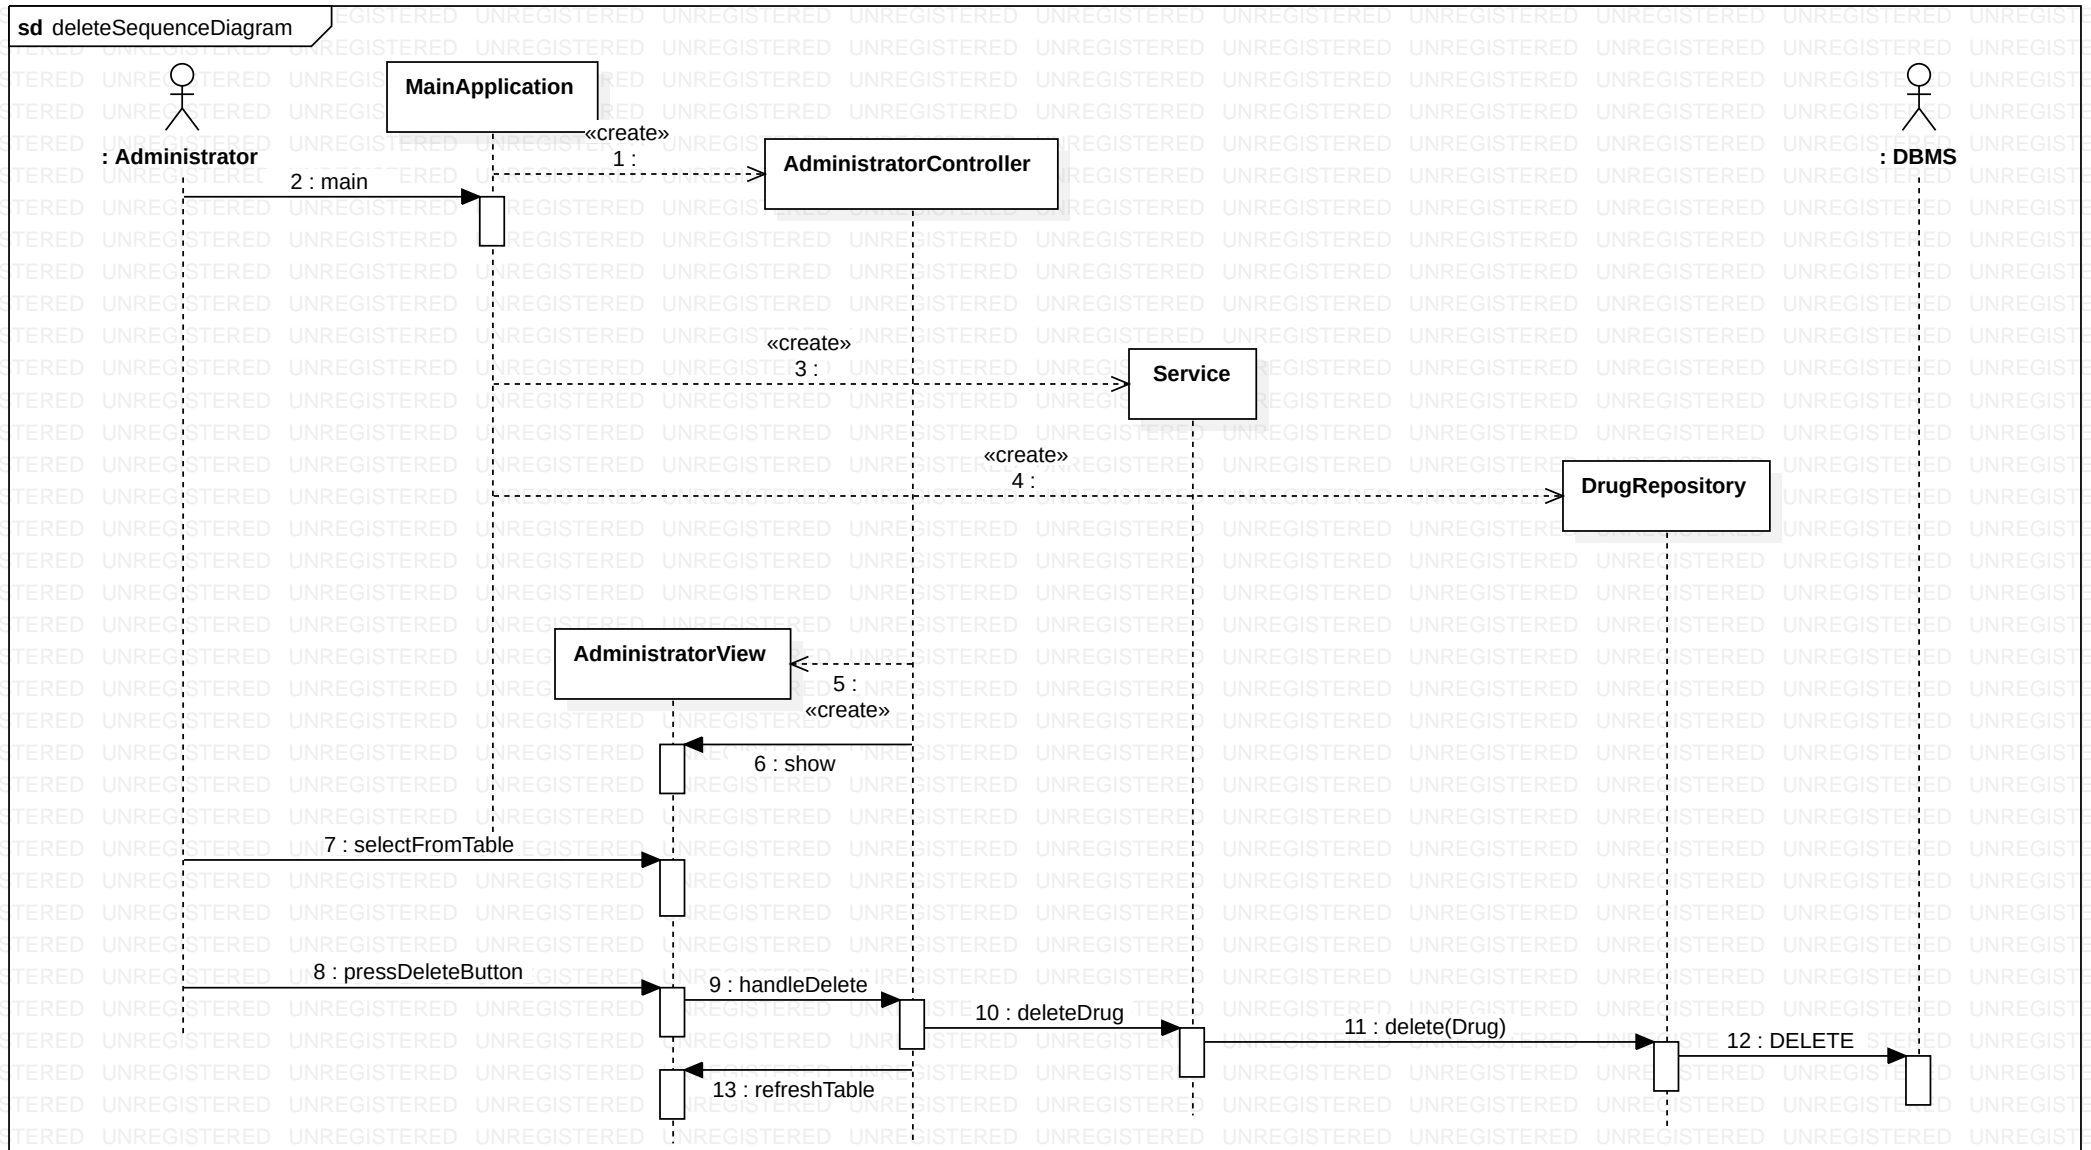 sd deleteSequenceDiagram
MainApplication
«create»
1 :
: Administrator
AdministratorController
: DBMS
2 : main
«create»
3 :
Service
«create»
4 :
DrugRepository
AdministratorView
5 :
«create»
6 : show
7 : selectFromTable
8 : pressDeleteButton
9 : handleDelete
10 : deleteDrug
11 : delete(Drug)
12 : DELETE
13 : refreshTable
UNREGISTERED